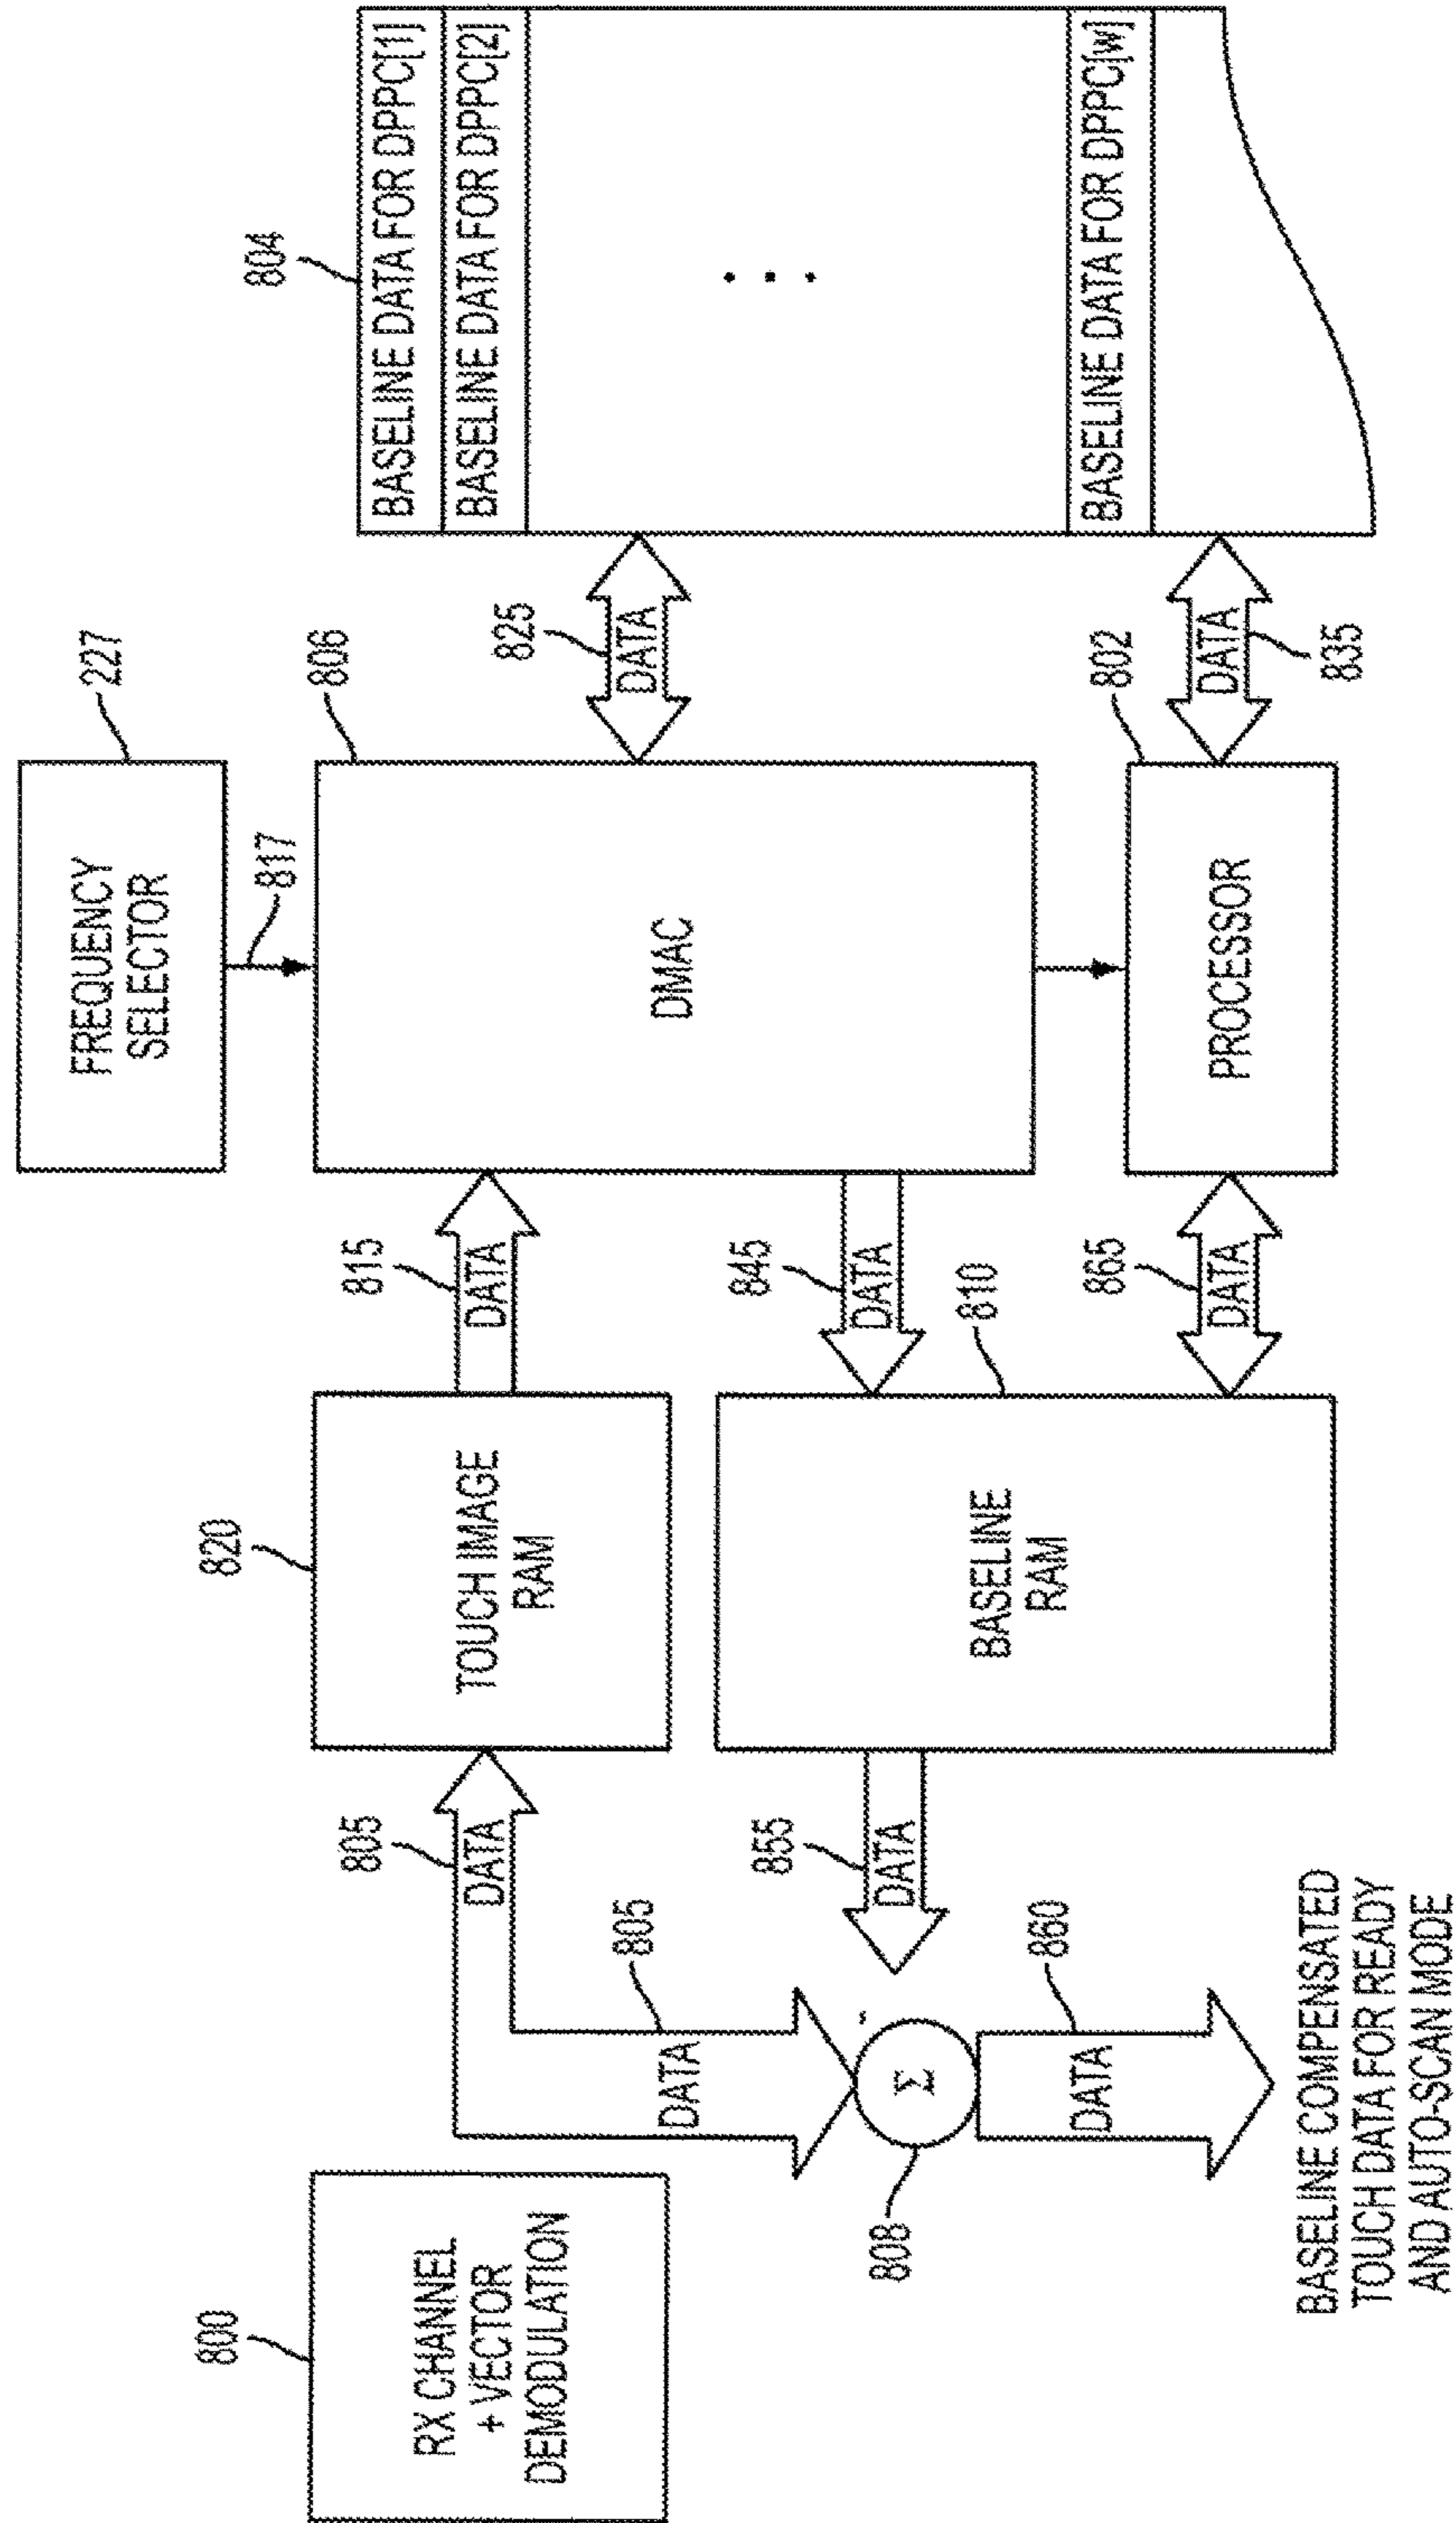 227
FREQUENCY
SELECTOR
817
800
RX CHANNEL
+ VECTOR
DEMODULATION
805
DATA
820
TOUCH IMAGE
RAM
815
DATA
806
DMAC
825
DATA
804
BASELINE DATA FOR DPPC[1]
BASELINE DATA FOR DPPC[2]
. . .
BASELINE DATA FOR DPPC[w]
805
DATA
808
Σ
855
DATA
810
BASELINE
RAM
845
DATA
865
DATA
802
PROCESSOR
DATA
835
860
DATA
BASELINE COMPENSATED
TOUCH DATA FOR READY
AND AUTO-SCAN MODE